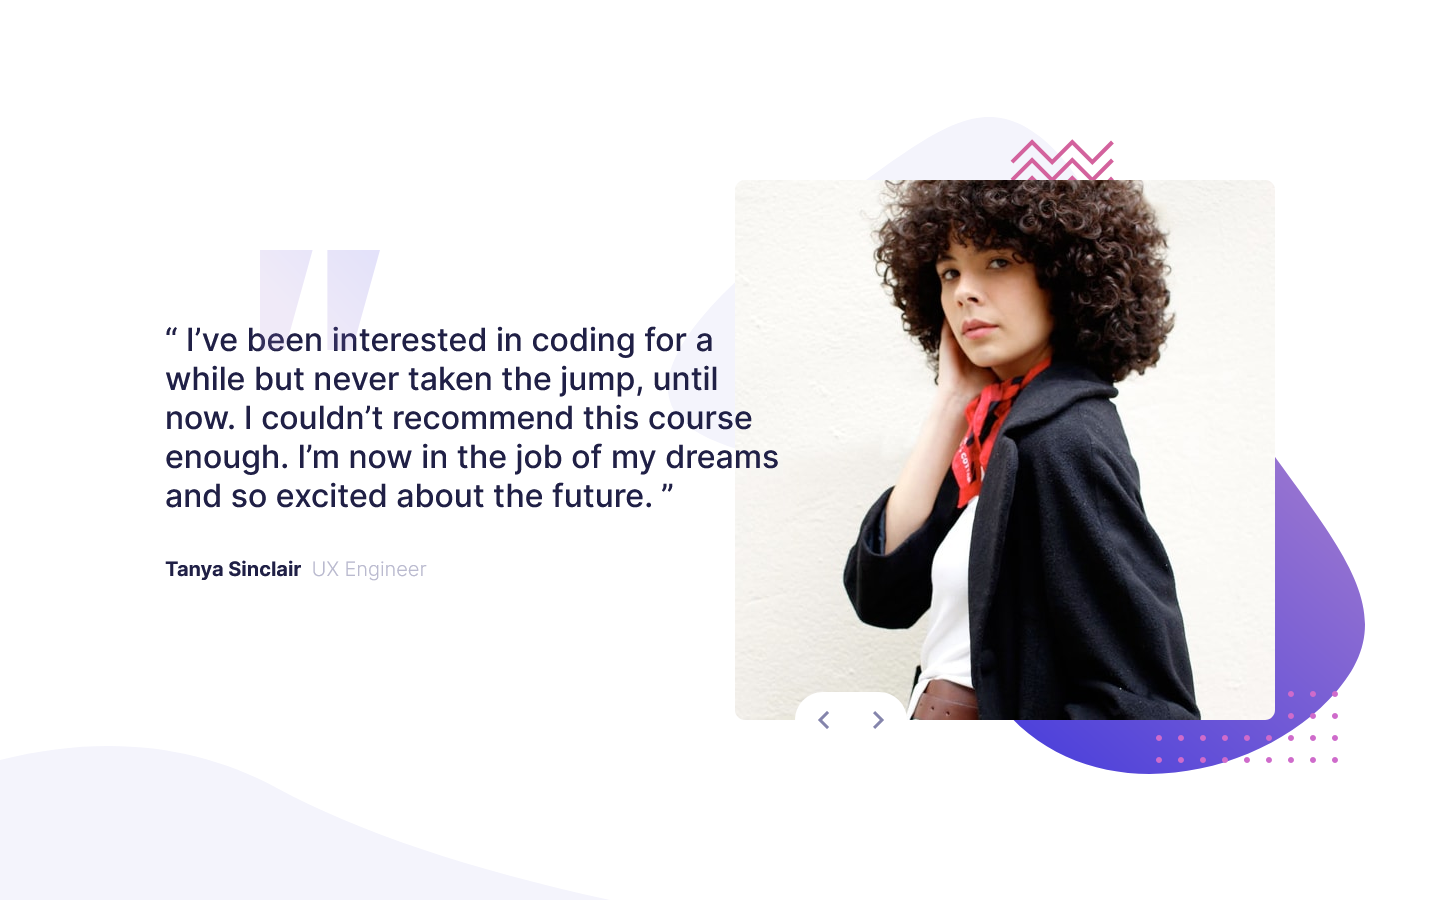 “ I’ve been interested in coding for a
while but never taken the jump, until
now. I couldn’t recommend this course
enough. I’m now in the job of my dreams
and so excited about the future. ”
Tanya Sinclair UX Engineer